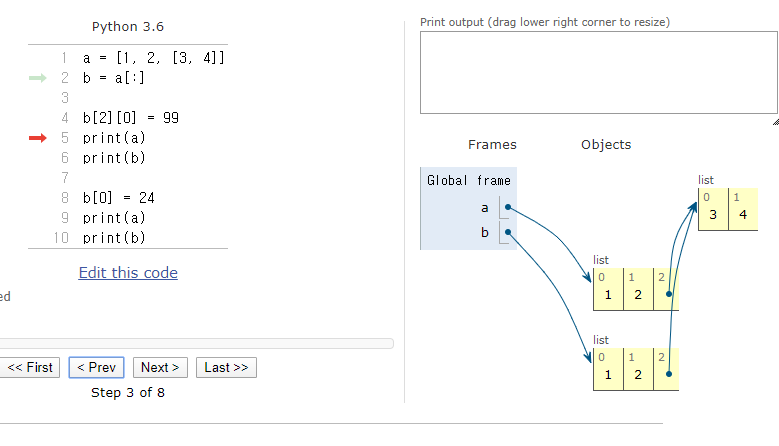 Python 3.6
1 a = [1, 2, [3, 4]]
2 b = a[:]
3
4 b[2][0] = 99
5 print(a)
6 print(b)
7
8 b[0] = 24
9 print(a)
10 print(b)
Edit this code
ed
<< First < Prev Next > Last >>
Step 3 of 8
Print output (drag lower right corner to resize)
Frames Objects
Global frame
a
b
list
0 1
3 4
list
0 1 2
1 2
list
0 1 2
1 2